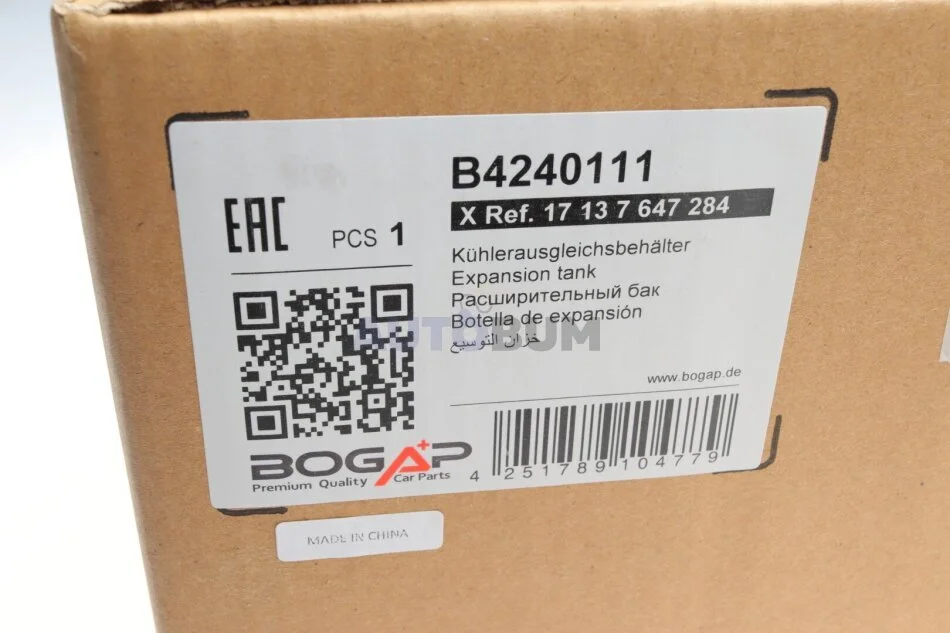 B4240111
X Ref. 17 13 7 647 284
EAC
PCS 1
Kühlerausgleichsbehälter
Expansion tank
Расширительный бак
Botella de expansión
خزان التوسيع
AUTOBUM
www.bogap.de
BOGAP
Premium Quality Car Parts
4 251789 104779
MADE IN CHINA